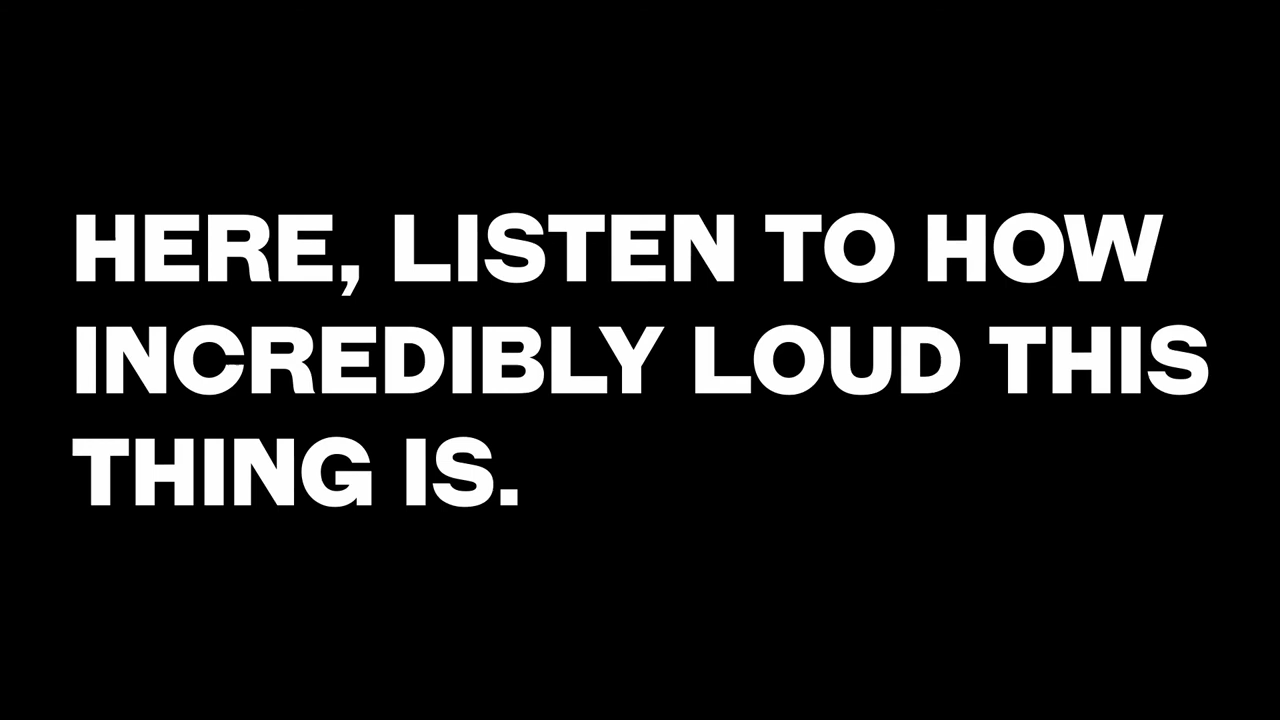 HERE, LISTEN TO HOW
INCREDIBLY LOUD THIS
THING IS.